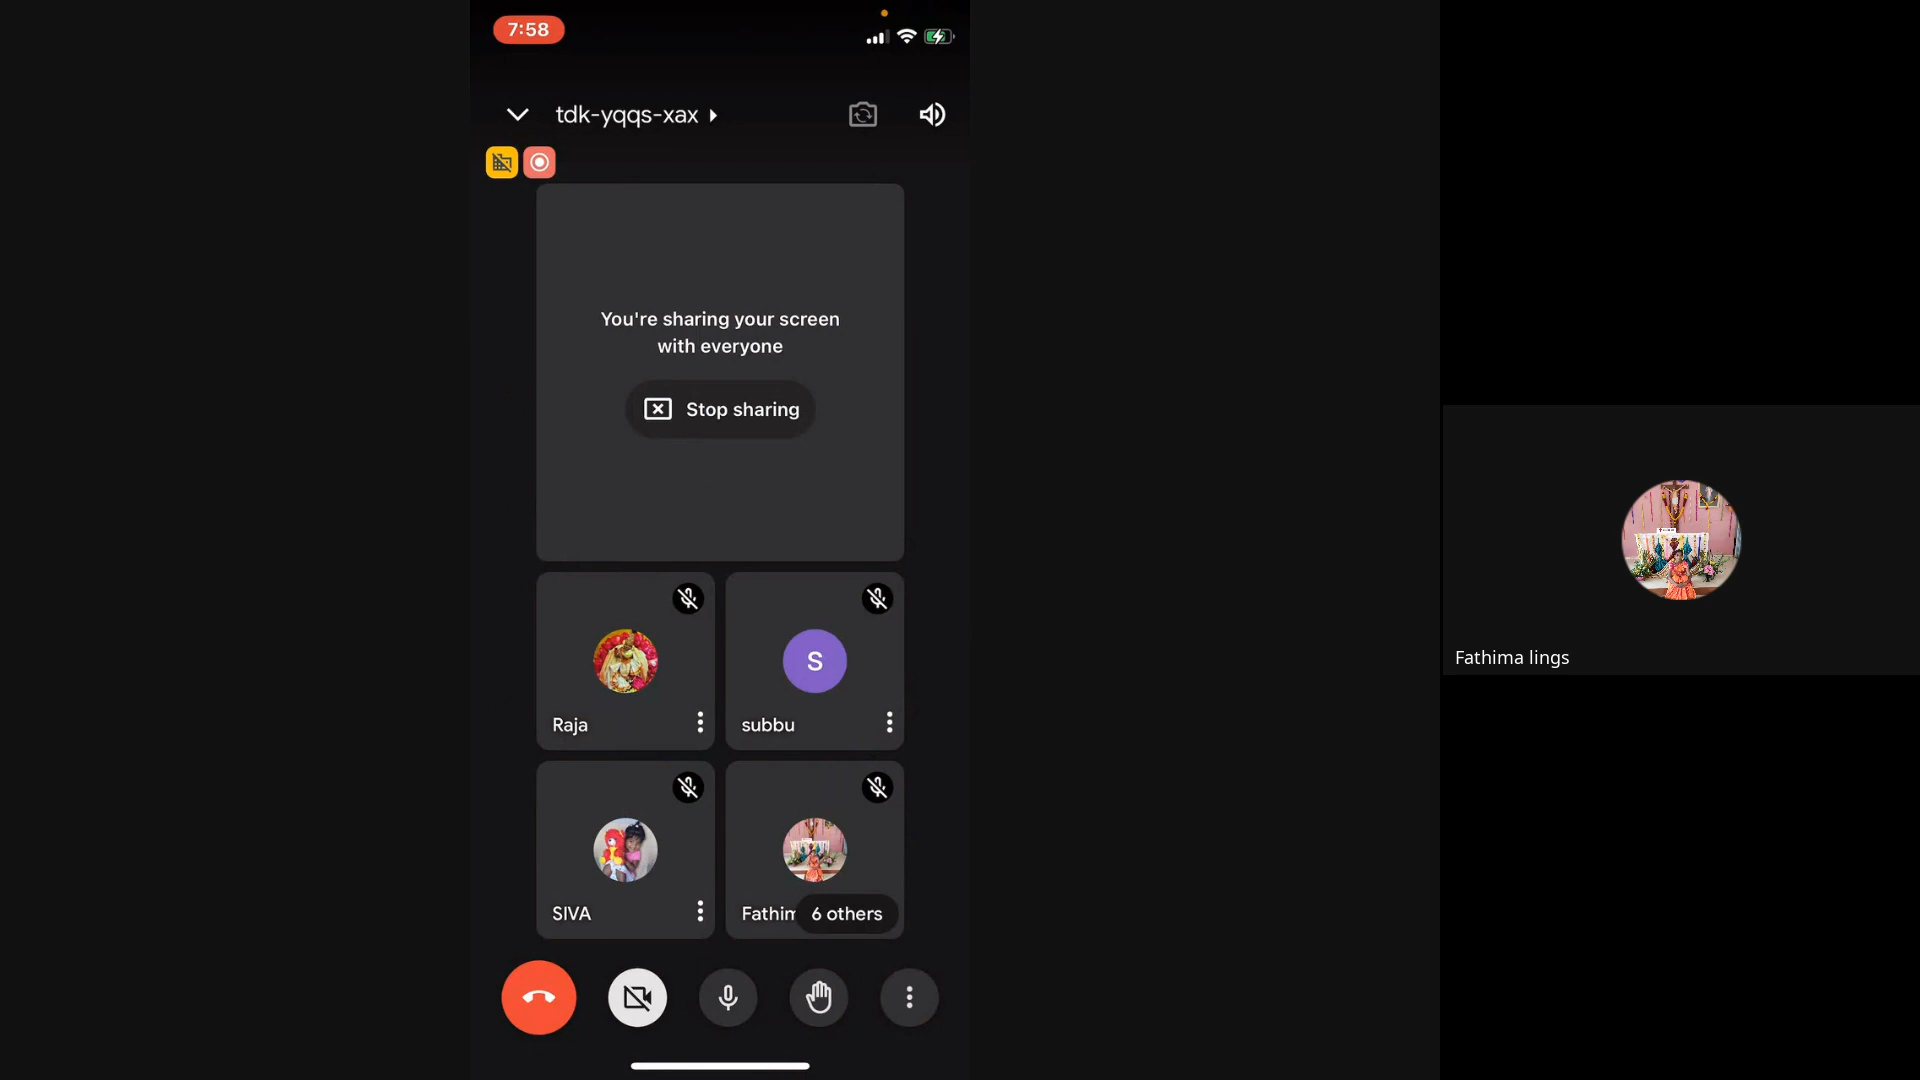 7:58
tdk-yqqs-xax
You're sharing your screen
with everyone
Stop sharing
S
Raja
subbu
SIVA
Fathim
6 others
Fathima lings